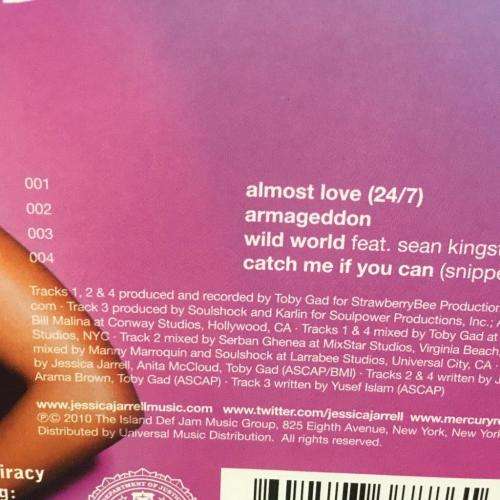 001 almost love (24/7)
002 armageddon
003 wild world feat. sean kingst
004 catch me if you can (snippe
Tracks 1, 2 & 4 produced and recorded by Toby Gad for StrawberryBee Production
com · Track 3 produced by Soulshock and Karlin for Soulpower Productions, Inc.,
Bill Malina at Conway Studios, Hollywood, CA · Tracks 1 & 4 mixed by Toby Gad at
Studios, NYC · Track 2 mixed by Serban Ghenea at MixStar Studios, Virginia Beach,
mixed by Manny Marroquin and Soulshock at Larrabee Studios, Universal City, CA ·
by Jessica Jarrell, Anita McCloud, Toby Gad (ASCAP/BMI) · Tracks 2 & 4 written by
Arama Brown, Toby Gad (ASCAP) · Track 3 written by Yusef Islam (ASCAP)
www.jessicajarrellmusic.com www.twitter.com/jessicajarrell www.mercuryr
℗© 2010 The Island Def Jam Music Group, 825 Eighth Avenue, New York, New Yor
Distributed by Universal Music Distribution. All rights reserved.
iracy
g:
DEPARTMENT OF JUSTI